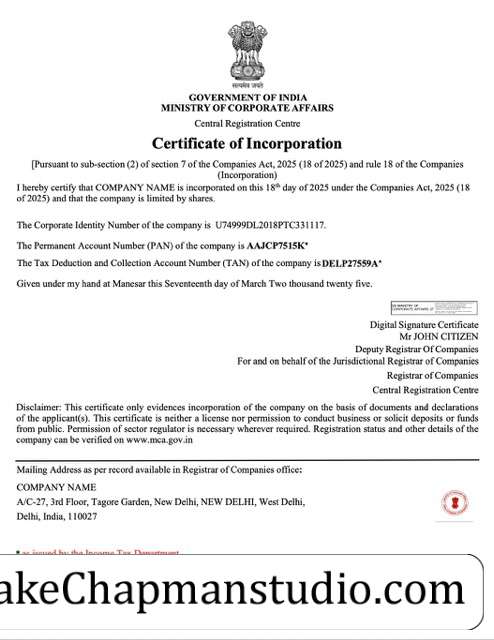 सत्यमेव जयते
GOVERNMENT OF INDIA
MINISTRY OF CORPORATE AFFAIRS
Central Registration Centre
Certificate of Incorporation
[Pursuant to sub-section (2) of section 7 of the Companies Act, 2025 (18 of 2025) and rule 18 of the Companies
(Incorporation)
I hereby certify that COMPANY NAME is incorporated on this 18th day of 2025 under the Companies Act, 2025 (18
of 2025) and that the company is limited by shares.
The Corporate Identity Number of the company is U74999DL2018PTC331117.
The Permanent Account Number (PAN) of the company is AAJCP7515K*
The Tax Deduction and Collection Account Number (TAN) of the company is DELP27559A*
Given under my hand at Manesar this Seventeenth day of March Two thousand twenty five.
DS MINISTRY OF
CORPORATE AFFAIRS
Digital Signature Certificate
Mr JOHN CITIZEN
Deputy Registrar Of Companies
For and on behalf of the Jurisdictional Registrar of Companies
Registrar of Companies
Central Registration Centre
Disclaimer: This certificate only evidences incorporation of the company on the basis of documents and declarations
of the applicant(s). This certificate is neither a license nor permission to conduct business or solicit deposits or funds
from public. Permission of sector regulator is necessary wherever required. Registration status and other details of the
company can be verified on www.mca.gov.in
Mailing Address as per record available in Registrar of Companies office:
COMPANY NAME
A/C-27, 3rd Floor, Tagore Garden, New Delhi, NEW DELHI, West Delhi,
Delhi, India, 110027
* as issued by the Income Tax Department
akeChapmanstudio.com